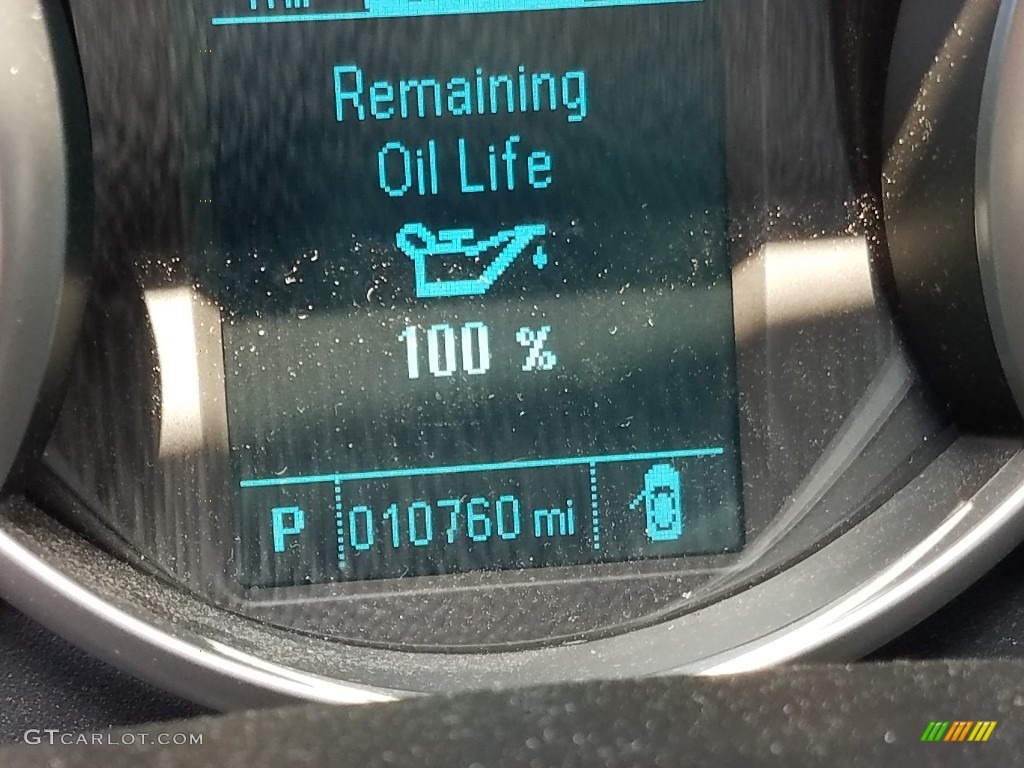 Remaining
Oil Life
100 %
P 010760 mi
GTCARLOT.COM